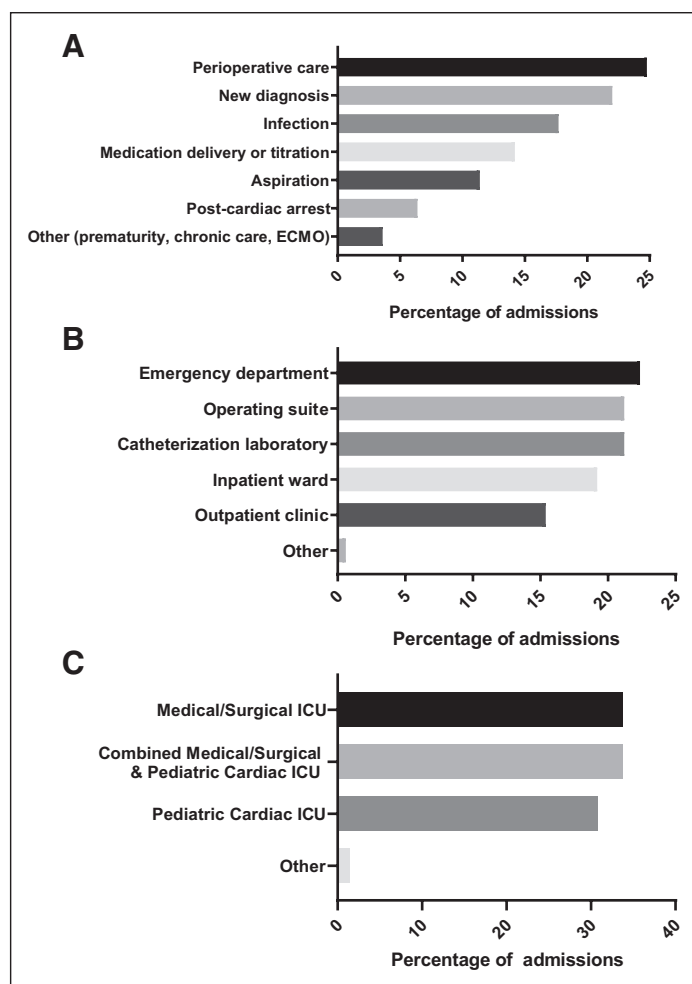 A
Perioperative care
New diagnosis
Infection
Medication delivery or titration
Aspiration
Post-cardiac arrest
Other (prematurity, chronic care, ECMO)
0 5 10 15 20 25
Percentage of admissions
B
Emergency department
Operating suite
Catheterization laboratory
Inpatient ward
Outpatient clinic
Other
0 5 10 15 20 25
Percentage of admissions
C
Medical/Surgical ICU
Combined Medical/Surgical
& Pediatric Cardiac ICU
Pediatric Cardiac ICU
Other
0 10 20 30 40
Percentage of admissions